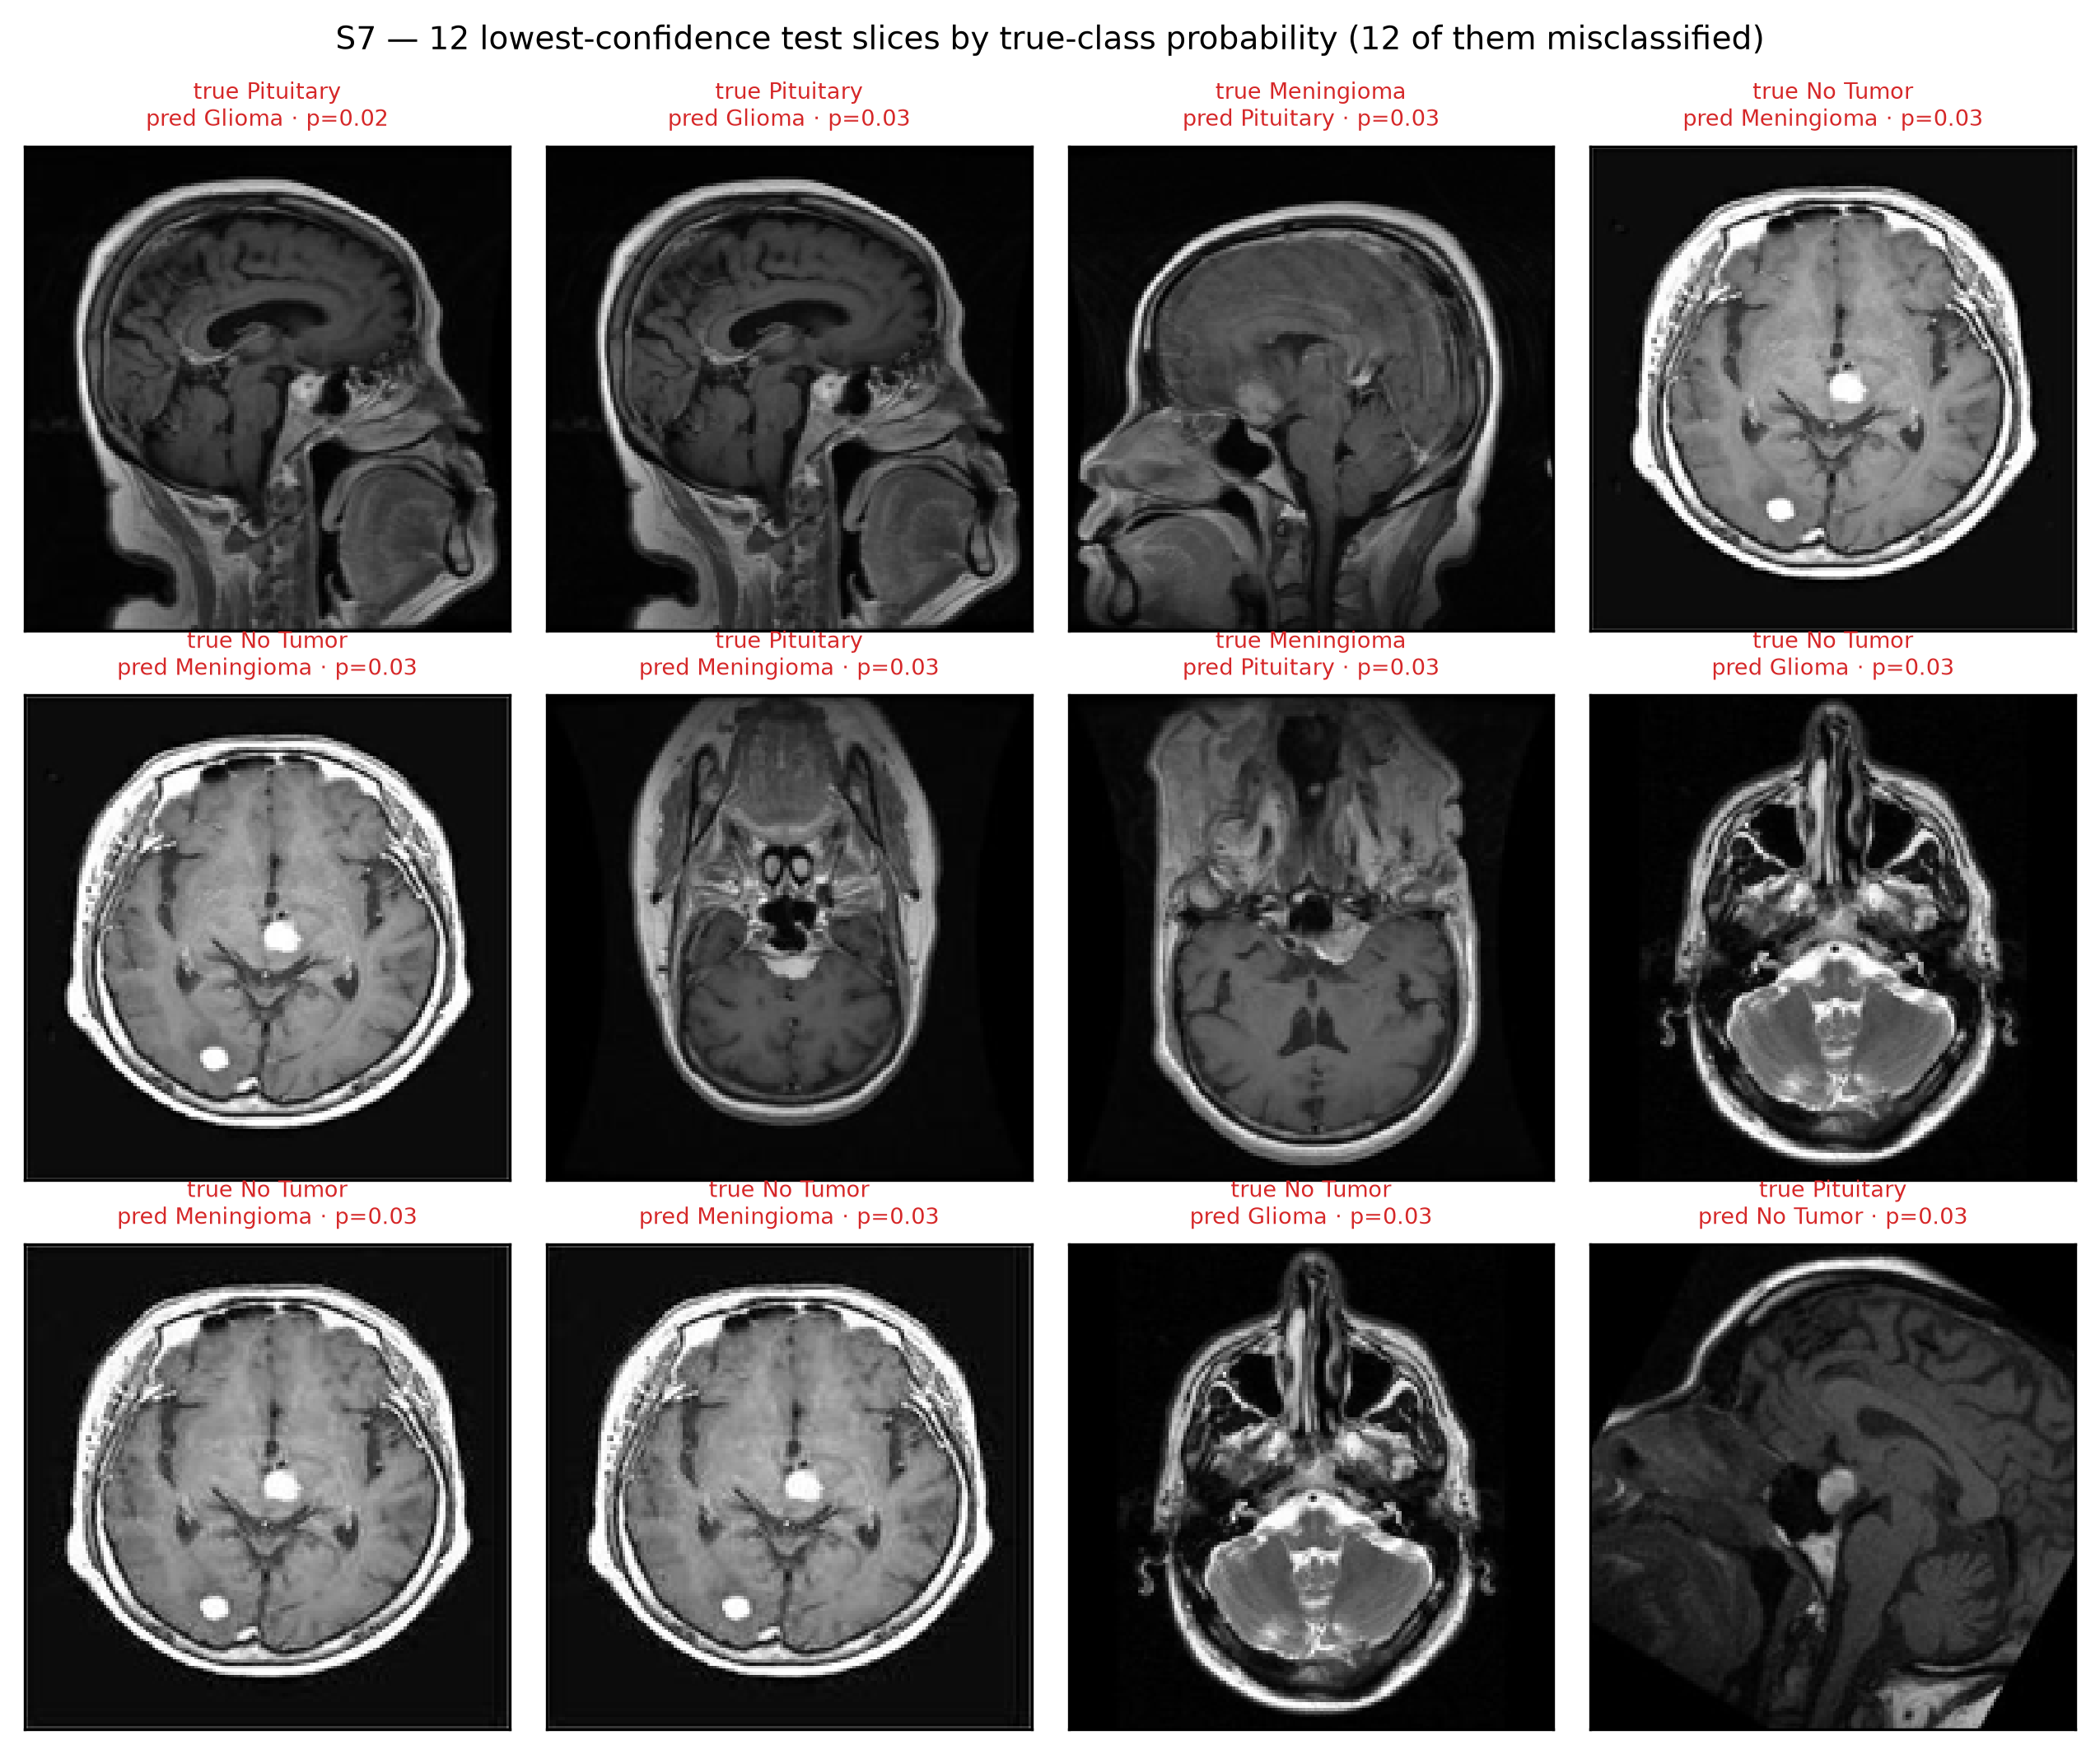 S7 — 12 lowest-confidence test slices by true-class probability (12 of them misclassified)
true Pituitary
pred Glioma · p=0.02
true Pituitary
pred Glioma · p=0.03
true Meningioma
pred Pituitary · p=0.03
true No Tumor
pred Meningioma · p=0.03
true No Tumor
pred Meningioma · p=0.03
true Pituitary
pred Meningioma · p=0.03
true Meningioma
pred Pituitary · p=0.03
true No Tumor
pred Glioma · p=0.03
true No Tumor
pred Meningioma · p=0.03
true No Tumor
pred Meningioma · p=0.03
true No Tumor
pred Glioma · p=0.03
true Pituitary
pred No Tumor · p=0.03